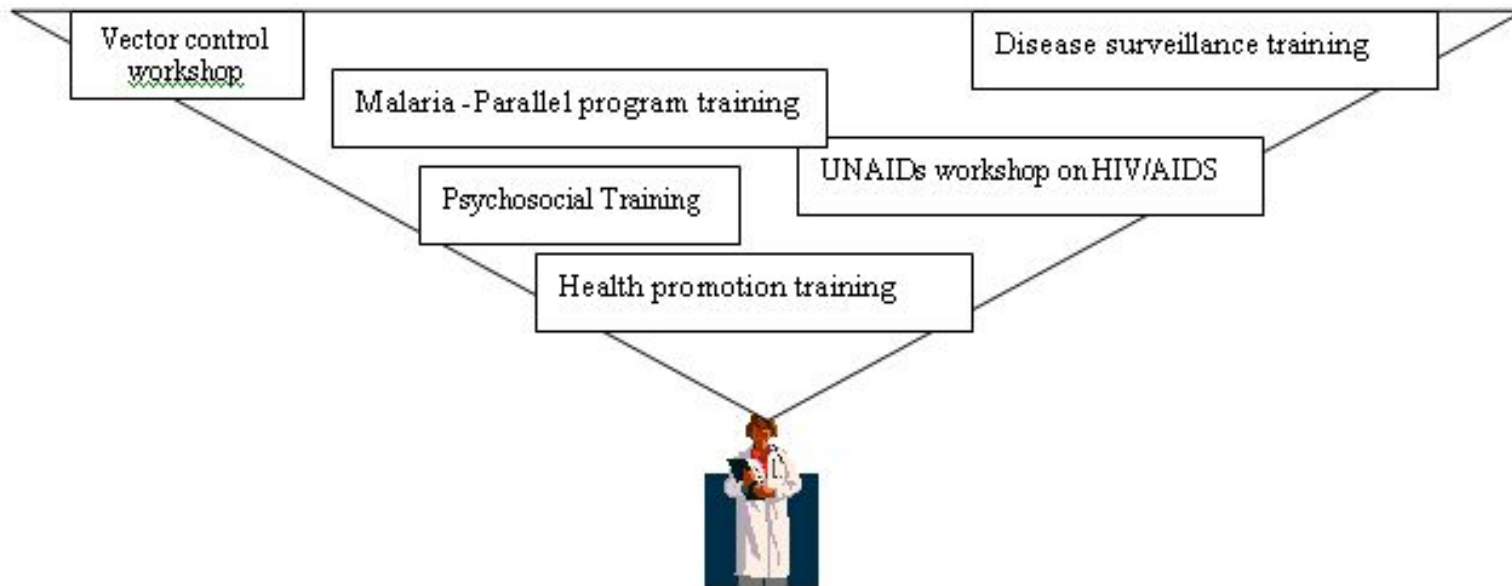 Vector control
workshop
Disease surveillance training
Malaria -Parallel program training
UNAIDs workshop on HIV/AIDS
Psychosocial Training
Health promotion training